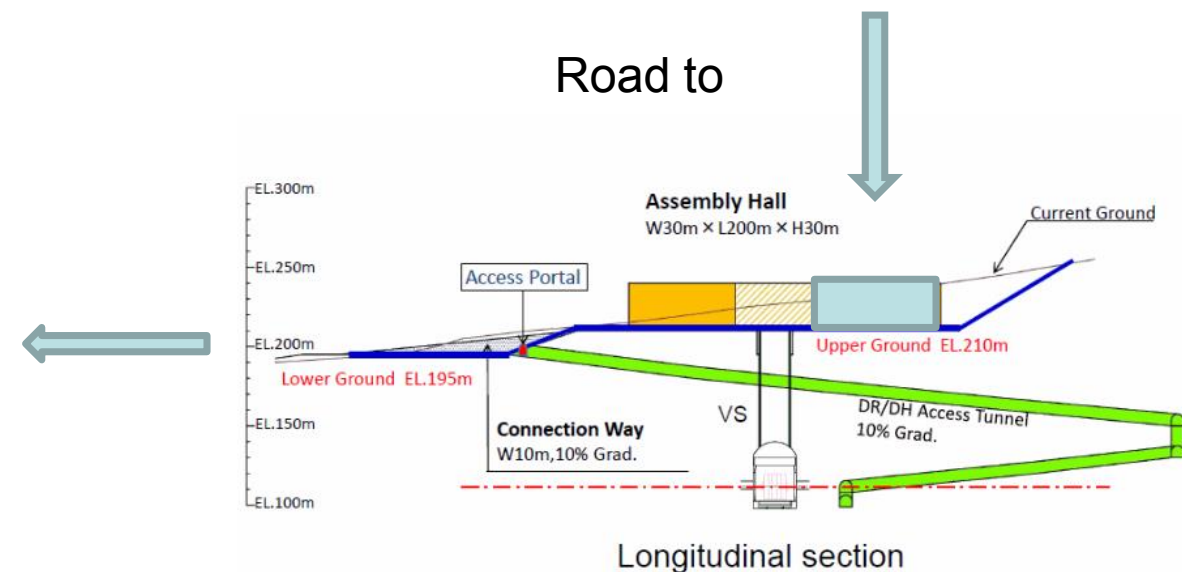 Road to
EL.300m
Assembly Hall
W30m × L200m × H30m
Current Ground
EL.250m
Access Portal
EL.200m
Upper Ground EL.210m
Lower Ground EL.195m
DR/DH Access Tunnel
10% Grad.
VS
EL.150m
Connection Way
W10m,10% Grad.
EL.100m
Longitudinal section